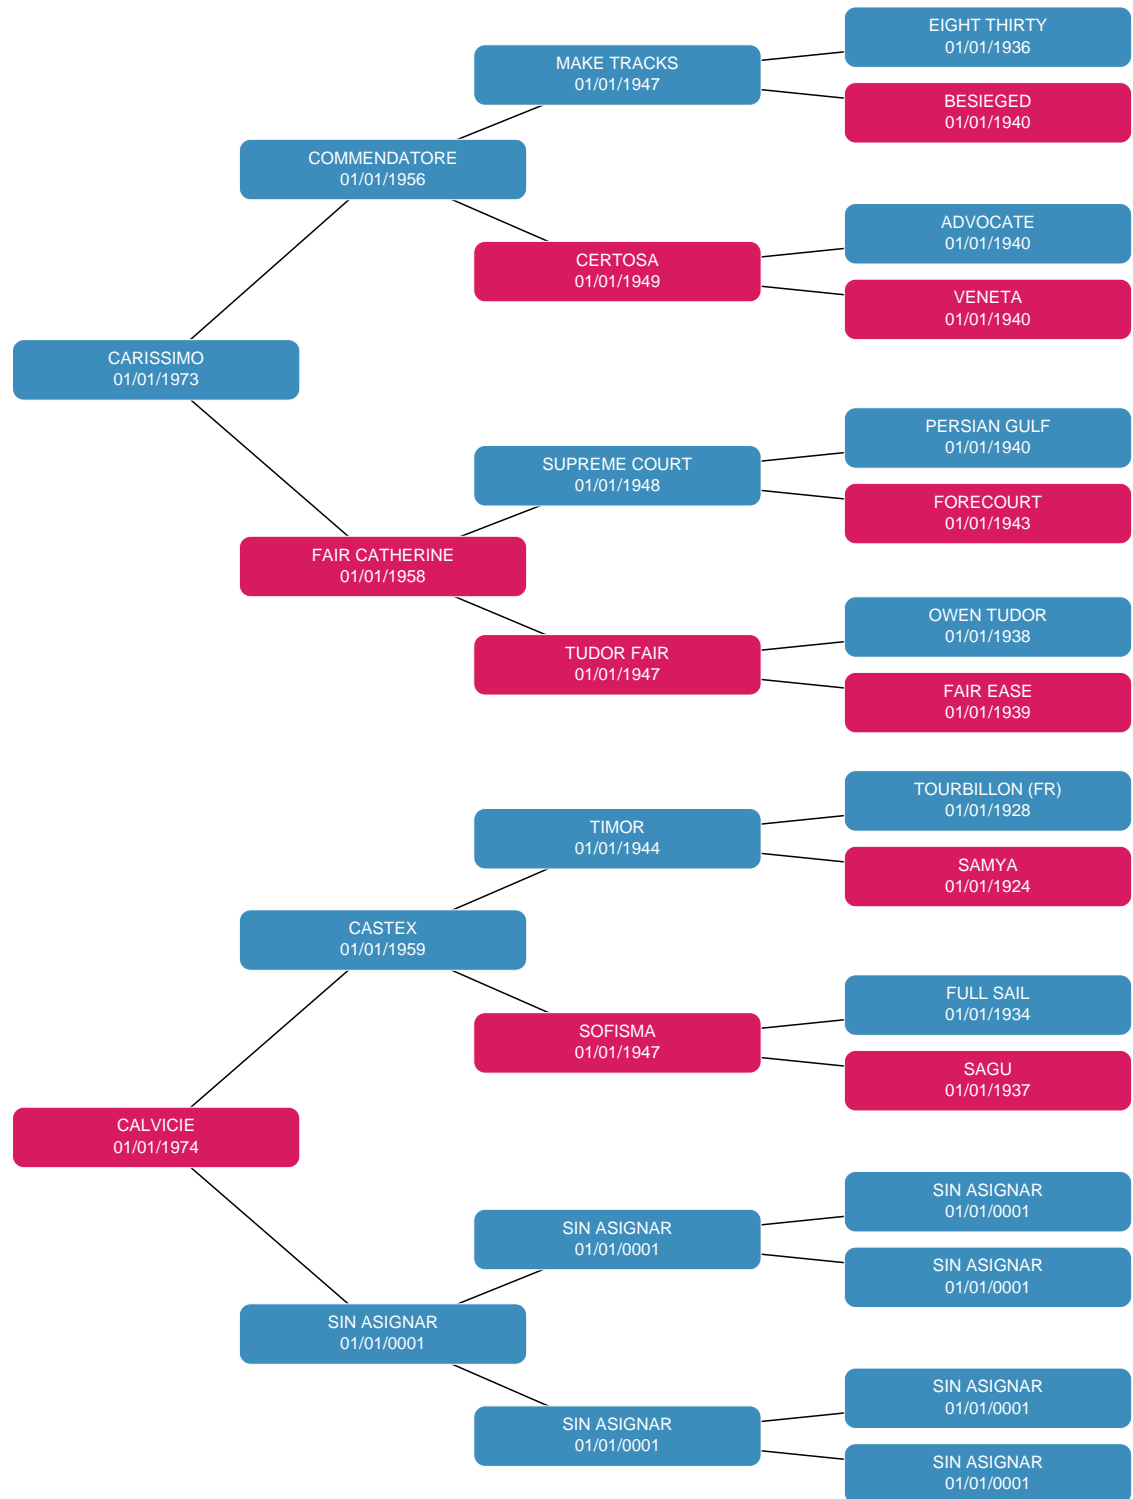 EIGHT THIRTY
01/01/1936
MAKE TRACKS
01/01/1947
BESIEGED
01/01/1940
COMMENDATORE
01/01/1956
ADVOCATE
01/01/1940
CERTOSA
01/01/1949
VENETA
01/01/1940
CARISSIMO
01/01/1973
PERSIAN GULF
01/01/1940
SUPREME COURT
01/01/1948
FORECOURT
01/01/1943
FAIR CATHERINE
01/01/1958
OWEN TUDOR
01/01/1938
TUDOR FAIR
01/01/1947
FAIR EASE
01/01/1939
TOURBILLON (FR)
01/01/1928
TIMOR
01/01/1944
SAMYA
01/01/1924
CASTEX
01/01/1959
FULL SAIL
01/01/1934
SOFISMA
01/01/1947
SAGU
01/01/1937
CALVICIE
01/01/1974
SIN ASIGNAR
01/01/0001
SIN ASIGNAR
01/01/0001
SIN ASIGNAR
01/01/0001
SIN ASIGNAR
01/01/0001
SIN ASIGNAR
01/01/0001
SIN ASIGNAR
01/01/0001
SIN ASIGNAR
01/01/0001